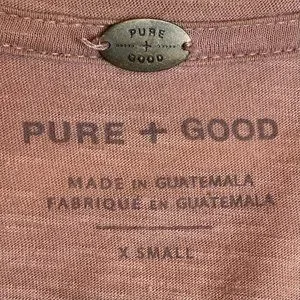 PURE
+
GOOD
PURE + GOOD
MADE IN GUATEMALA
FABRIQUÉ EN GUATEMALA
X SMALL